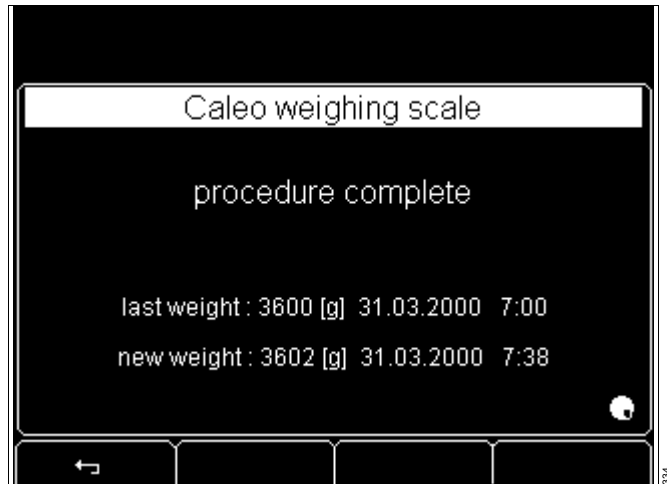 Caleo weighing scale
procedure complete
last weight : 3600 [g] 31.03.2000 7:00
new weight : 3602 [g] 31.03.2000 7:38